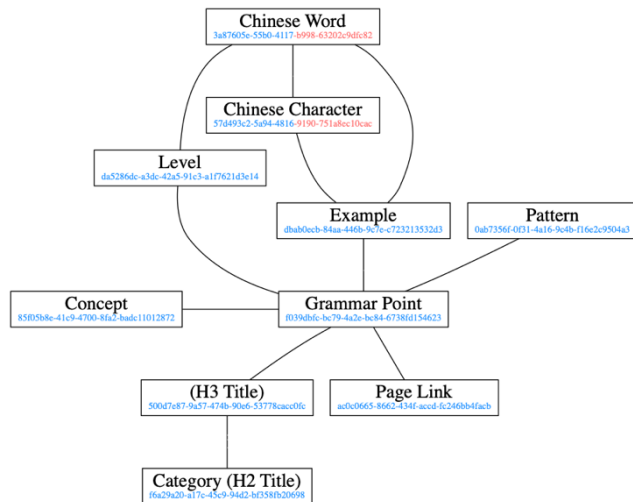 Chinese Word
3a87605e-55b0-4117-b998-63202c9dfc82
Chinese Character
57d493c2-5a94-4816-9190-751a8ec10cac
Level
da5286dc-a3dc-42a5-91c3-a1f7621d3e14
Example
dbab0ecb-84aa-446b-9c7e-c723213532d3
Pattern
0ab7356f-0f31-4a16-9c4b-f16e2c9504a3
Concept
85f05b8e-41c9-4700-8fa2-badc11012872
Grammar Point
f039dbfc-bc79-4a2e-bc84-6738fd154623
(H3 Title)
500d7e87-9a57-474b-90e6-53778cacc0fc
Page Link
ac0c0665-8662-434f-accd-fc246bb4facb
Category (H2 Title)
f6a29a20-a17c-45c9-94d2-bf358fb20698